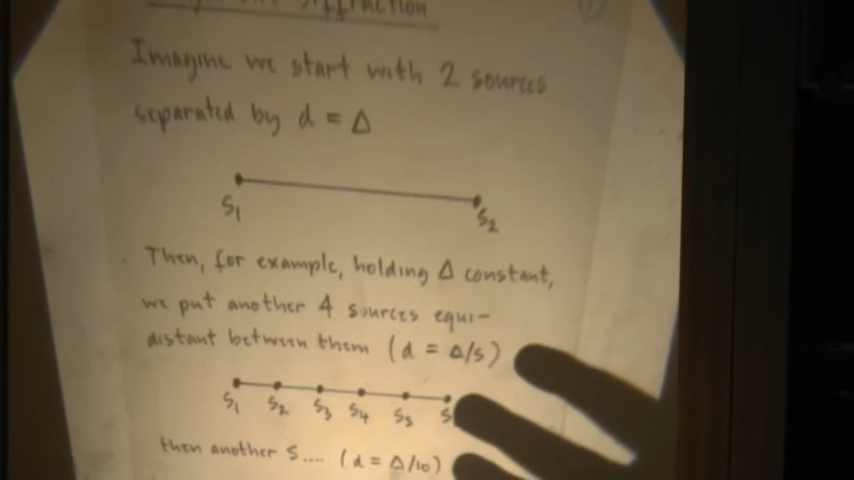 Diffraction
Imagine we start with 2 sources
separated by d = Δ
S1 S2
Then, for example, holding Δ constant,
we put another 4 sources equi-
distant between them (d = Δ/5)
S1 S2 S3 S4 S5 S
then another 5.... (d = Δ/10)